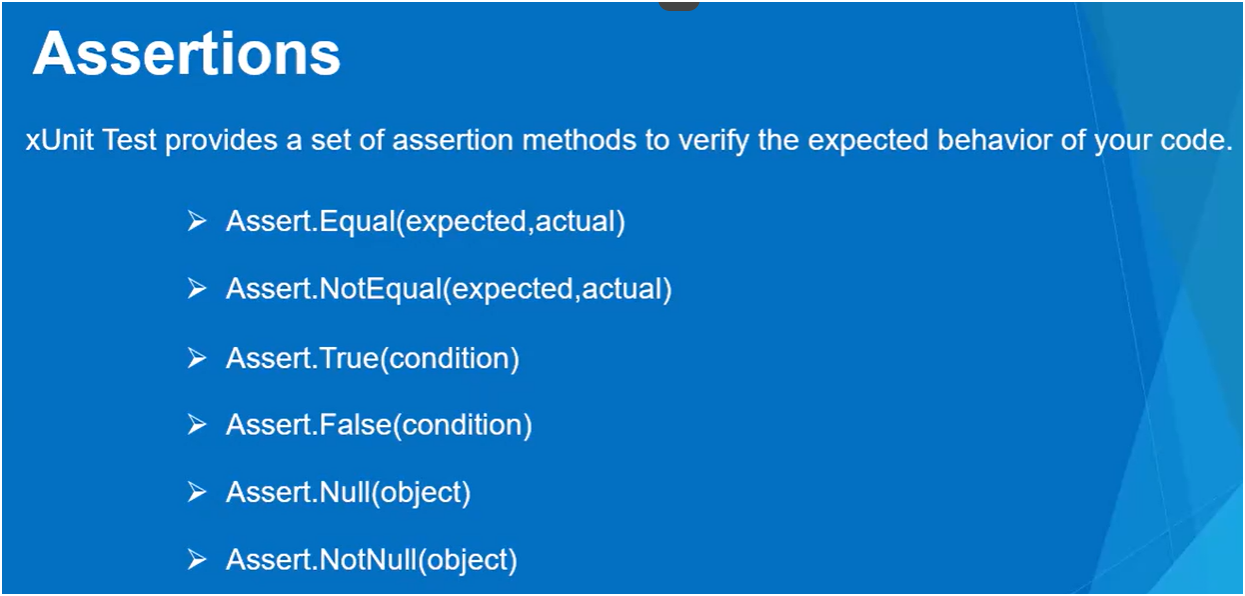 Assertions
xUnit Test provides a set of assertion methods to verify the expected behavior of your code.
➢ Assert.Equal(expected,actual)
➢ Assert.NotEqual(expected,actual)
➢ Assert.True(condition)
➢ Assert.False(condition)
➢ Assert.Null(object)
➢ Assert.NotNull(object)